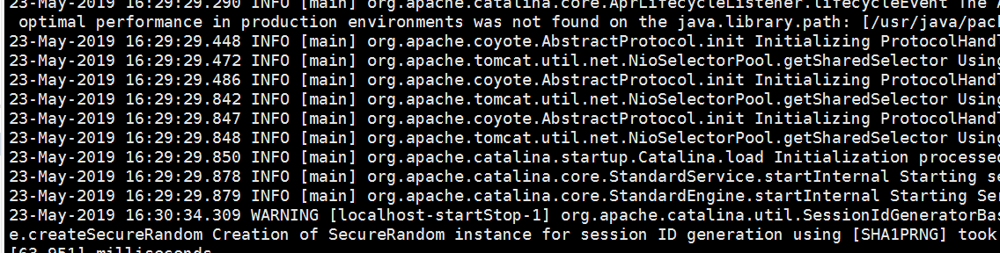 23-May-2019 16:29:29.290 INFO [main] org.apache.catalina.core.AprLifecycleListener.lifecycleEvent The
optimal performance in production environments was not found on the java.library.path: [/usr/java/pac
23-May-2019 16:29:29.448 INFO [main] org.apache.coyote.AbstractProtocol.init Initializing ProtocolHandl
23-May-2019 16:29:29.472 INFO [main] org.apache.tomcat.util.net.NioSelectorPool.getSharedSelector Using
23-May-2019 16:29:29.486 INFO [main] org.apache.coyote.AbstractProtocol.init Initializing ProtocolHandl
23-May-2019 16:29:29.842 INFO [main] org.apache.tomcat.util.net.NioSelectorPool.getSharedSelector Using
23-May-2019 16:29:29.847 INFO [main] org.apache.coyote.AbstractProtocol.init Initializing ProtocolHandl
23-May-2019 16:29:29.848 INFO [main] org.apache.tomcat.util.net.NioSelectorPool.getSharedSelector Using
23-May-2019 16:29:29.850 INFO [main] org.apache.catalina.startup.Catalina.load Initialization processed
23-May-2019 16:29:29.878 INFO [main] org.apache.catalina.core.StandardService.startInternal Starting se
23-May-2019 16:29:29.879 INFO [main] org.apache.catalina.core.StandardEngine.startInternal Starting Ser
23-May-2019 16:30:34.309 WARNING [localhost-startStop-1] org.apache.catalina.util.SessionIdGeneratorBas
e.createSecureRandom Creation of SecureRandom instance for session ID generation using [SHA1PRNG] took
[63,951] milliseconds